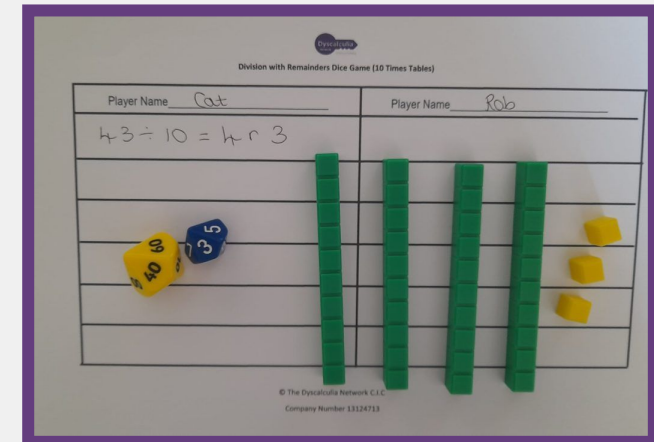 Dyscalculia
Division with Remainders Dice Game (10 Times Tables)
Player Name Cat
Player Name Rob
43 ÷ 10 = 4 r 3
40 60
3 5
© The Dyscalculia Network C.I.C
Company Number 13124713